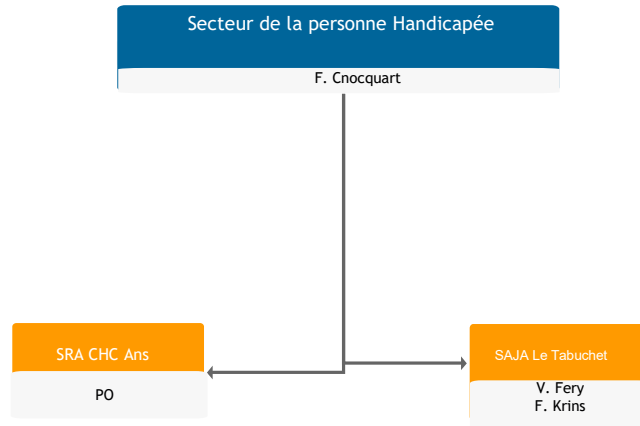 Secteur de la personne Handicapée
F. Cnocquart
SRA CHC Ans
PO
SAJA Le Tabuchet
V. Fery
F. Krins